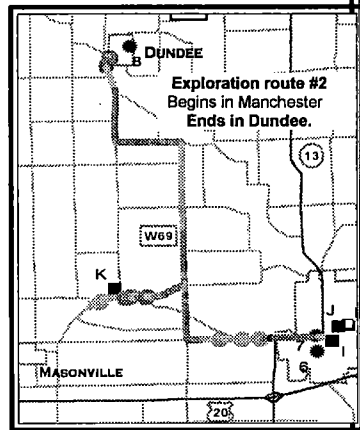 DUNDEE
B
Exploration route #2
Begins in Manchester
Ends in Dundee.
13
W69
K
J
7
I
6
MASONVILLE
20